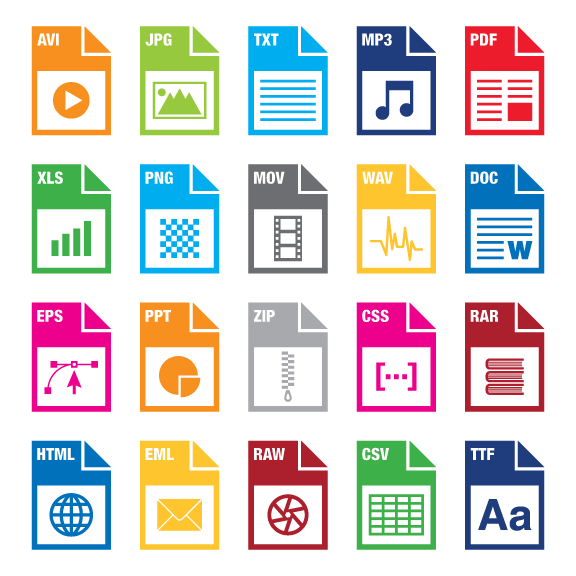 AVI JPG TXT MP3 PDF
XLS PNG MOV WAV DOC
W
EPS PPT ZIP CSS RAR
[...]
HTML EML RAW CSV TTF
Aa